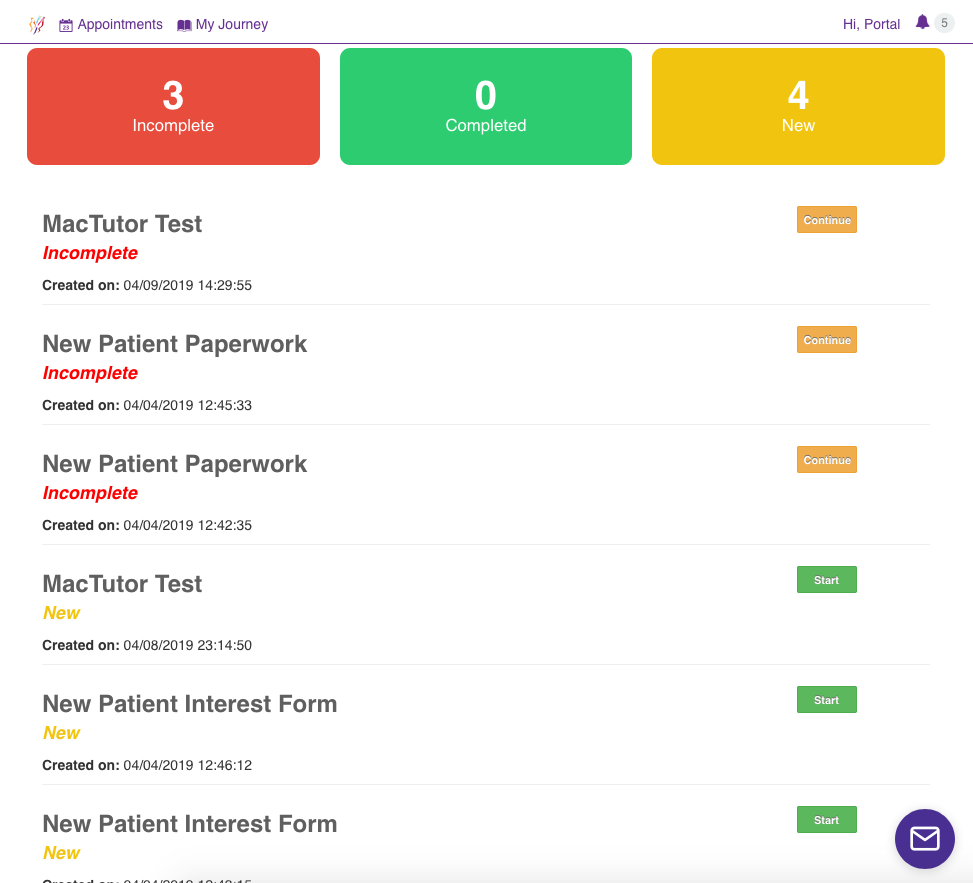 Appointments My Journey Hi, Portal 5
3 0 4
Incomplete Completed New
MacTutor Test Continue
Incomplete
Created on: 04/09/2019 14:29:55
New Patient Paperwork Continue
Incomplete
Created on: 04/04/2019 12:45:33
New Patient Paperwork Continue
Incomplete
Created on: 04/04/2019 12:42:35
MacTutor Test Start
New
Created on: 04/08/2019 23:14:50
New Patient Interest Form Start
New
Created on: 04/04/2019 12:46:12
New Patient Interest Form Start
New
Created on: